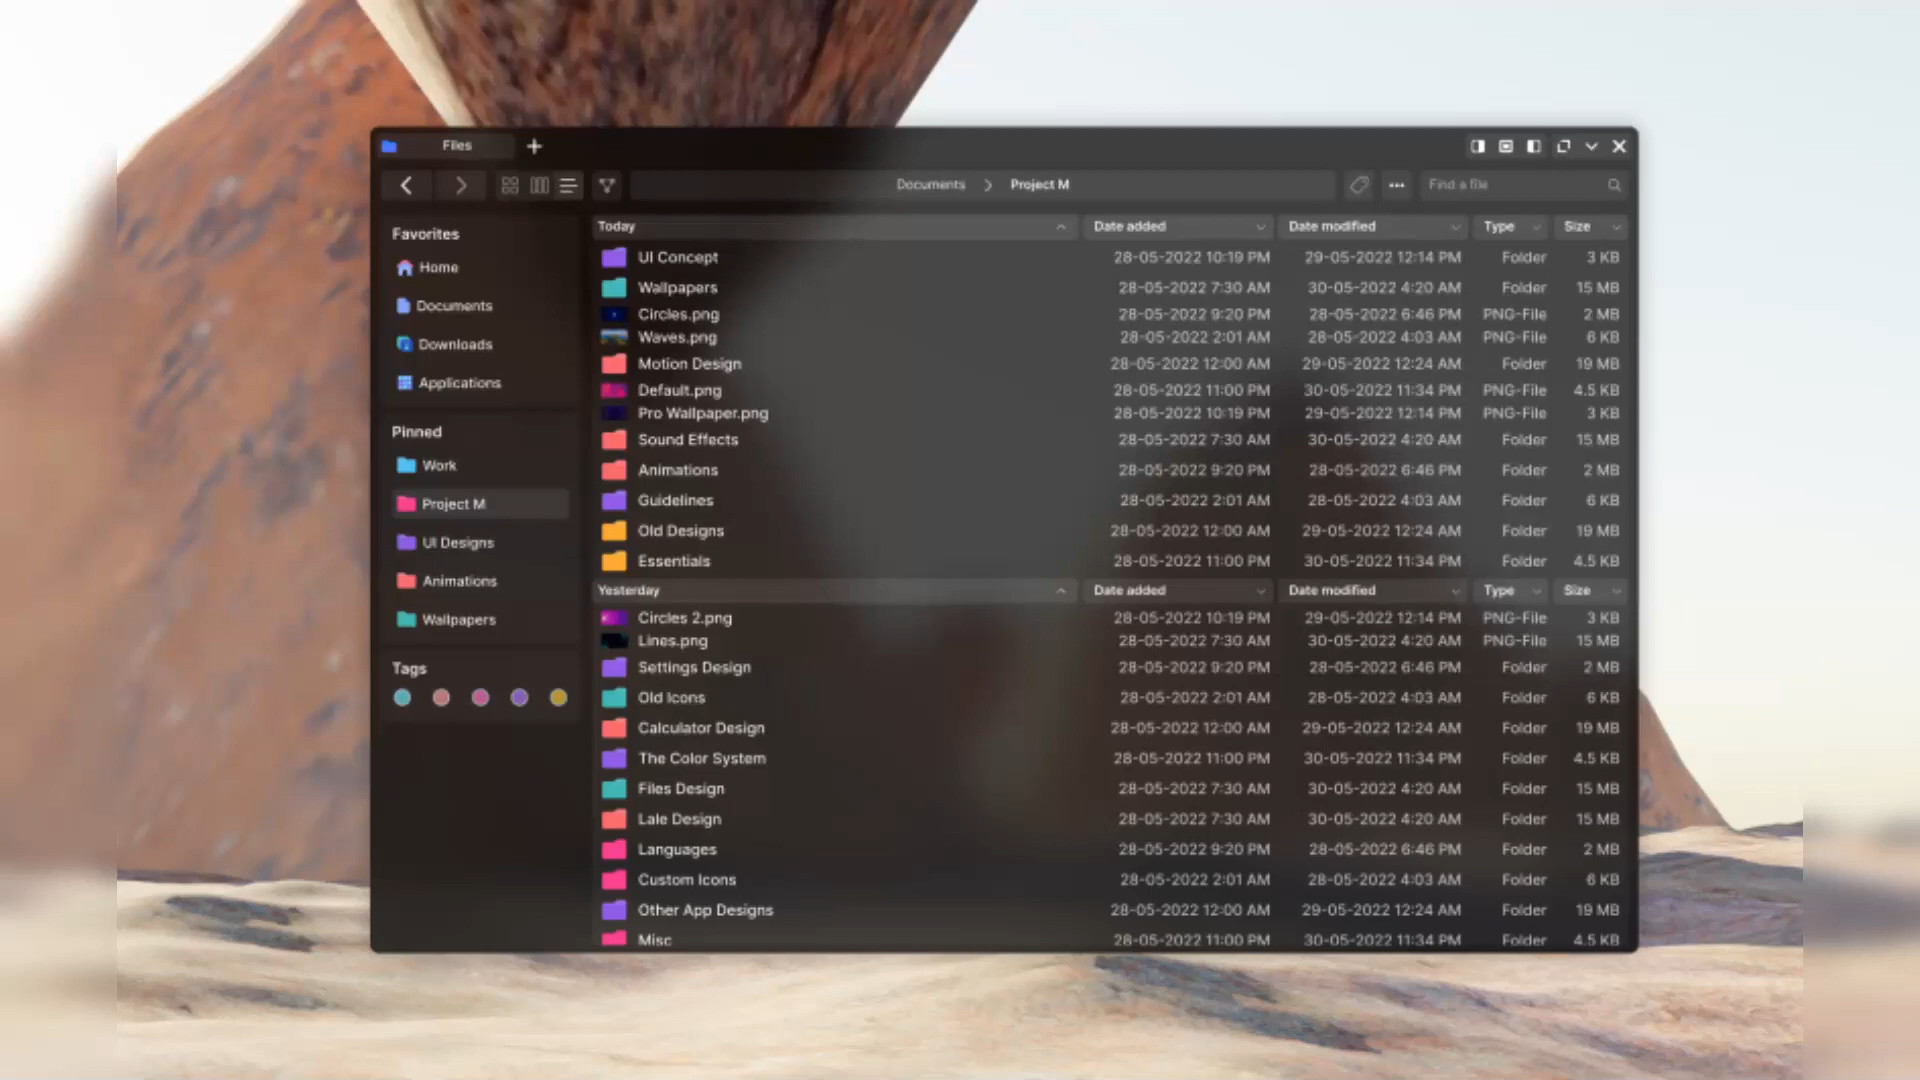 Files
Documents > Project M
Find a file
Favorites
Home
Documents
Downloads
Applications
Pinned
Work
Project M
UI Designs
Animations
Wallpapers
Tags
Today Date added Date modified Type Size
UI Concept 28-05-2022 10:19 PM 29-05-2022 12:14 PM Folder 3 KB
Wallpapers 28-05-2022 7:30 AM 30-05-2022 4:20 AM Folder 15 MB
Circles.png 28-05-2022 9:20 PM 28-05-2022 6:46 PM PNG-File 2 MB
Waves.png 28-05-2022 2:01 AM 28-05-2022 4:03 AM PNG-File 6 KB
Motion Design 28-05-2022 12:00 AM 29-05-2022 12:24 AM Folder 19 MB
Default.png 28-05-2022 11:00 PM 30-05-2022 11:34 PM PNG-File 4.5 KB
Pro Wallpaper.png 28-05-2022 10:19 PM 29-05-2022 12:14 PM PNG-File 3 KB
Sound Effects 28-05-2022 7:30 AM 30-05-2022 4:20 AM Folder 15 MB
Animations 28-05-2022 9:20 PM 28-05-2022 6:46 PM Folder 2 MB
Guidelines 28-05-2022 2:01 AM 28-05-2022 4:03 AM Folder 6 KB
Old Designs 28-05-2022 12:00 AM 29-05-2022 12:24 AM Folder 19 MB
Essentials 28-05-2022 11:00 PM 30-05-2022 11:34 PM Folder 4.5 KB
Yesterday Date added Date modified Type Size
Circles 2.png 28-05-2022 10:19 PM 29-05-2022 12:14 PM PNG-File 3 KB
Lines.png 28-05-2022 7:30 AM 30-05-2022 4:20 AM PNG-File 15 MB
Settings Design 28-05-2022 9:20 PM 28-05-2022 6:46 PM Folder 2 MB
Old Icons 28-05-2022 2:01 AM 28-05-2022 4:03 AM Folder 6 KB
Calculator Design 28-05-2022 12:00 AM 29-05-2022 12:24 AM Folder 19 MB
The Color System 28-05-2022 11:00 PM 30-05-2022 11:34 PM Folder 4.5 KB
Files Design 28-05-2022 7:30 AM 30-05-2022 4:20 AM Folder 15 MB
Lale Design 28-05-2022 7:30 AM 30-05-2022 4:20 AM Folder 15 MB
Languages 28-05-2022 9:20 PM 28-05-2022 6:46 PM Folder 2 MB
Custom Icons 28-05-2022 2:01 AM 28-05-2022 4:03 AM Folder 6 KB
Other App Designs 28-05-2022 12:00 AM 29-05-2022 12:24 AM Folder 19 MB
Misc 28-05-2022 11:00 PM 30-05-2022 11:34 PM Folder 4.5 KB